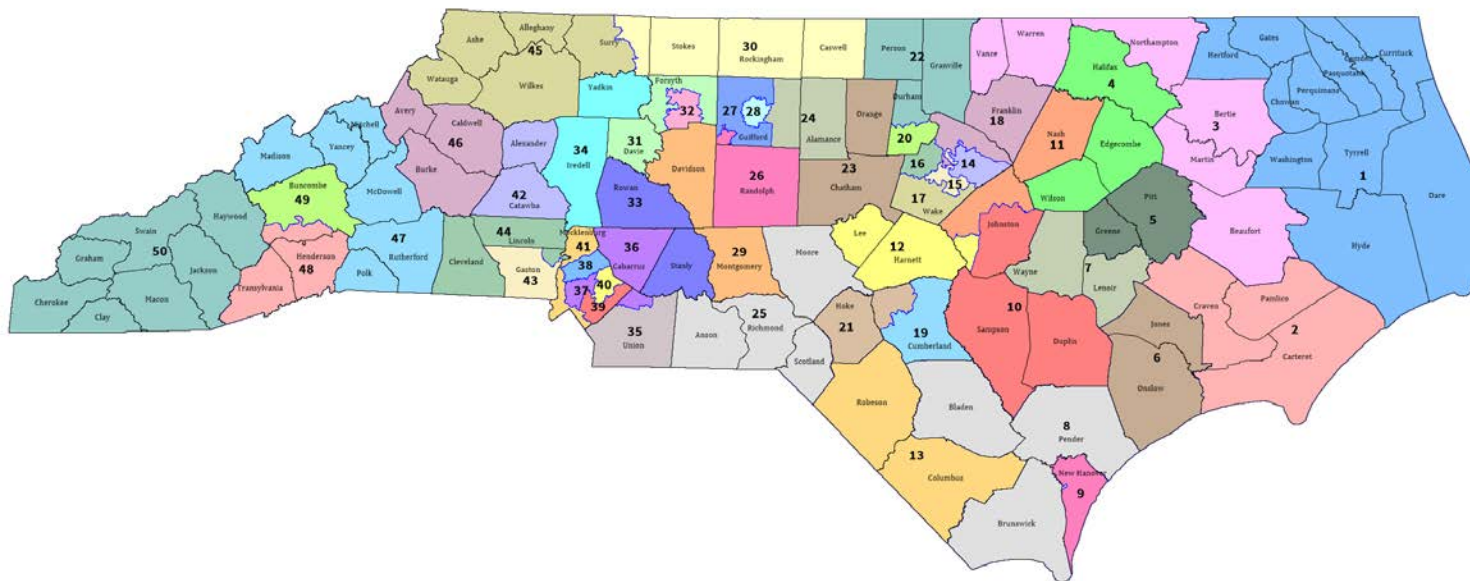 Alleghany
Ashe
Surry
45
Stokes
30
Rockingham
Caswell
Person
22
Granville
Vance
Warren
Northampton
Gates
Hertford
Currituck
Camden
Pasquotank
Perquimans
Chowan
Watauga
Wilkes
Yadkin
Forsyth
32
27
28
Guilford
24
Alamance
Orange
Durham
Franklin
18
Halifax
4
Bertie
3
Martin
Washington
Tyrrell
1
Dare
Avery
Mitchell
Caldwell
46
Alexander
34
Iredell
31
Davie
Davidson
26
Randolph
23
Chatham
20
16
14
15
17
Wake
Nash
11
Edgecombe
Wilson
Madison
Yancey
Burke
McDowell
Buncombe
49
42
Catawba
Rowan
33
Pitt
5
Greene
Beaufort
Hyde
Haywood
Swain
50
Graham
Jackson
Cherokee
Macon
Clay
Henderson
48
Transylvania
47
Rutherford
Polk
Cleveland
44
Lincoln
Gaston
43
Mecklenburg
41
38
37
40
39
36
Cabarrus
Stanly
29
Montgomery
Moore
Lee
12
Harnett
Johnston
Wayne
7
Lenoir
Craven
Pamlico
2
Carteret
Jones
6
Onslow
35
Union
Anson
25
Richmond
Scotland
Hoke
21
19
Cumberland
10
Sampson
Duplin
Robeson
Bladen
8
Pender
13
Columbus
New Hanover
9
Brunswick